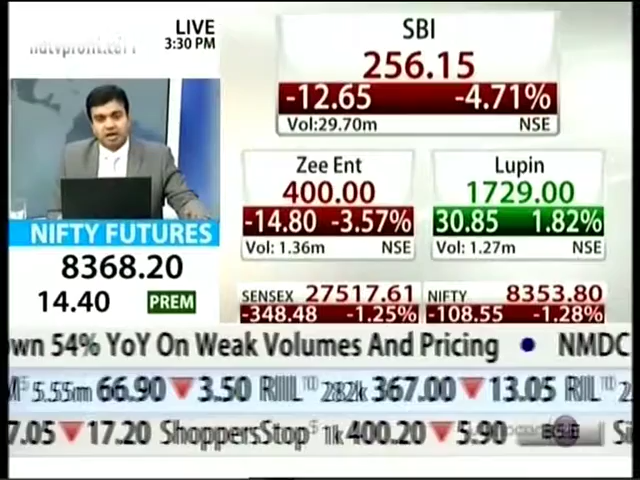 ndtvprofit.com
LIVE
3:30 PM
SBI
256.15
-12.65 -4.71%
Vol:29.70m NSE
Zee Ent
400.00
-14.80 -3.57%
Vol: 1.36m NSE
Lupin
1729.00
30.85 1.82%
Vol: 1.27m NSE
NIFTY FUTURES
8368.20
14.40 PREM
SENSEX 27517.61
-348.48 -1.25%
NIFTY 8353.80
-108.55 -1.28%
own 54% YoY On Weak Volumes And Pricing • NMDC
5.55m 66.90 ▼ 3.50 RIIL 282k 367.00 ▼ 13.05 RIIL
7.05 ▼ 17.20 ShoppersStop 1k 400.20 ▼ 5.90 BSE